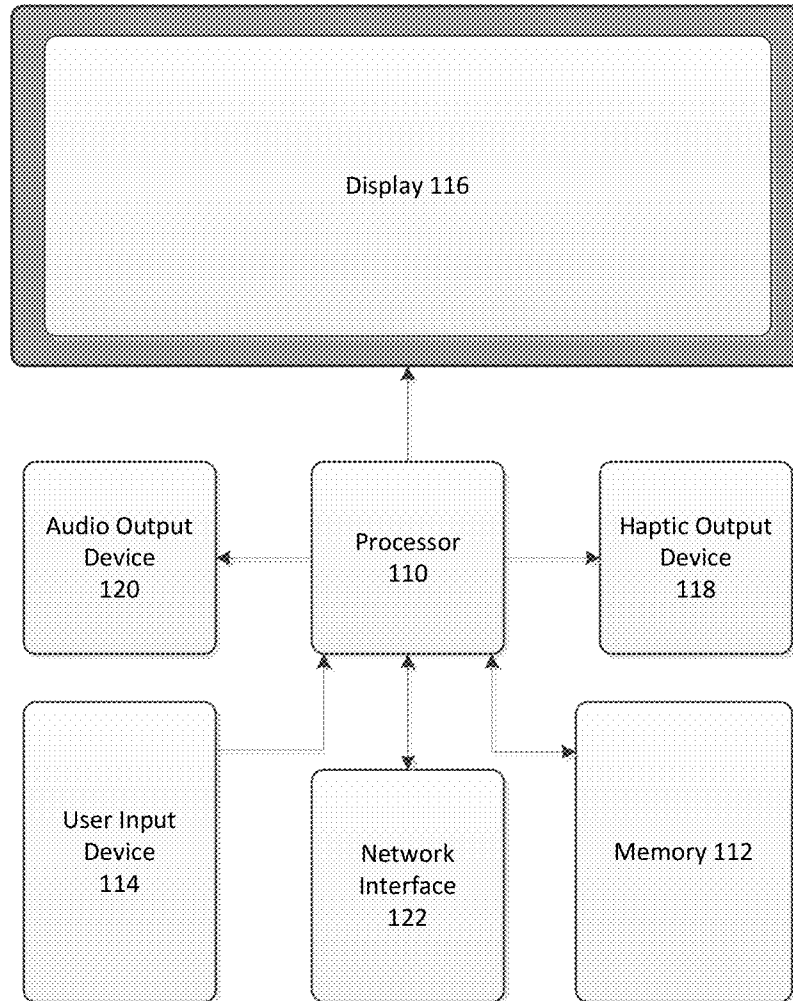 Display 116
Audio Output
Device
120
Processor
110
Haptic Output
Device
118
User Input
Device
114
Network
Interface
122
Memory 112